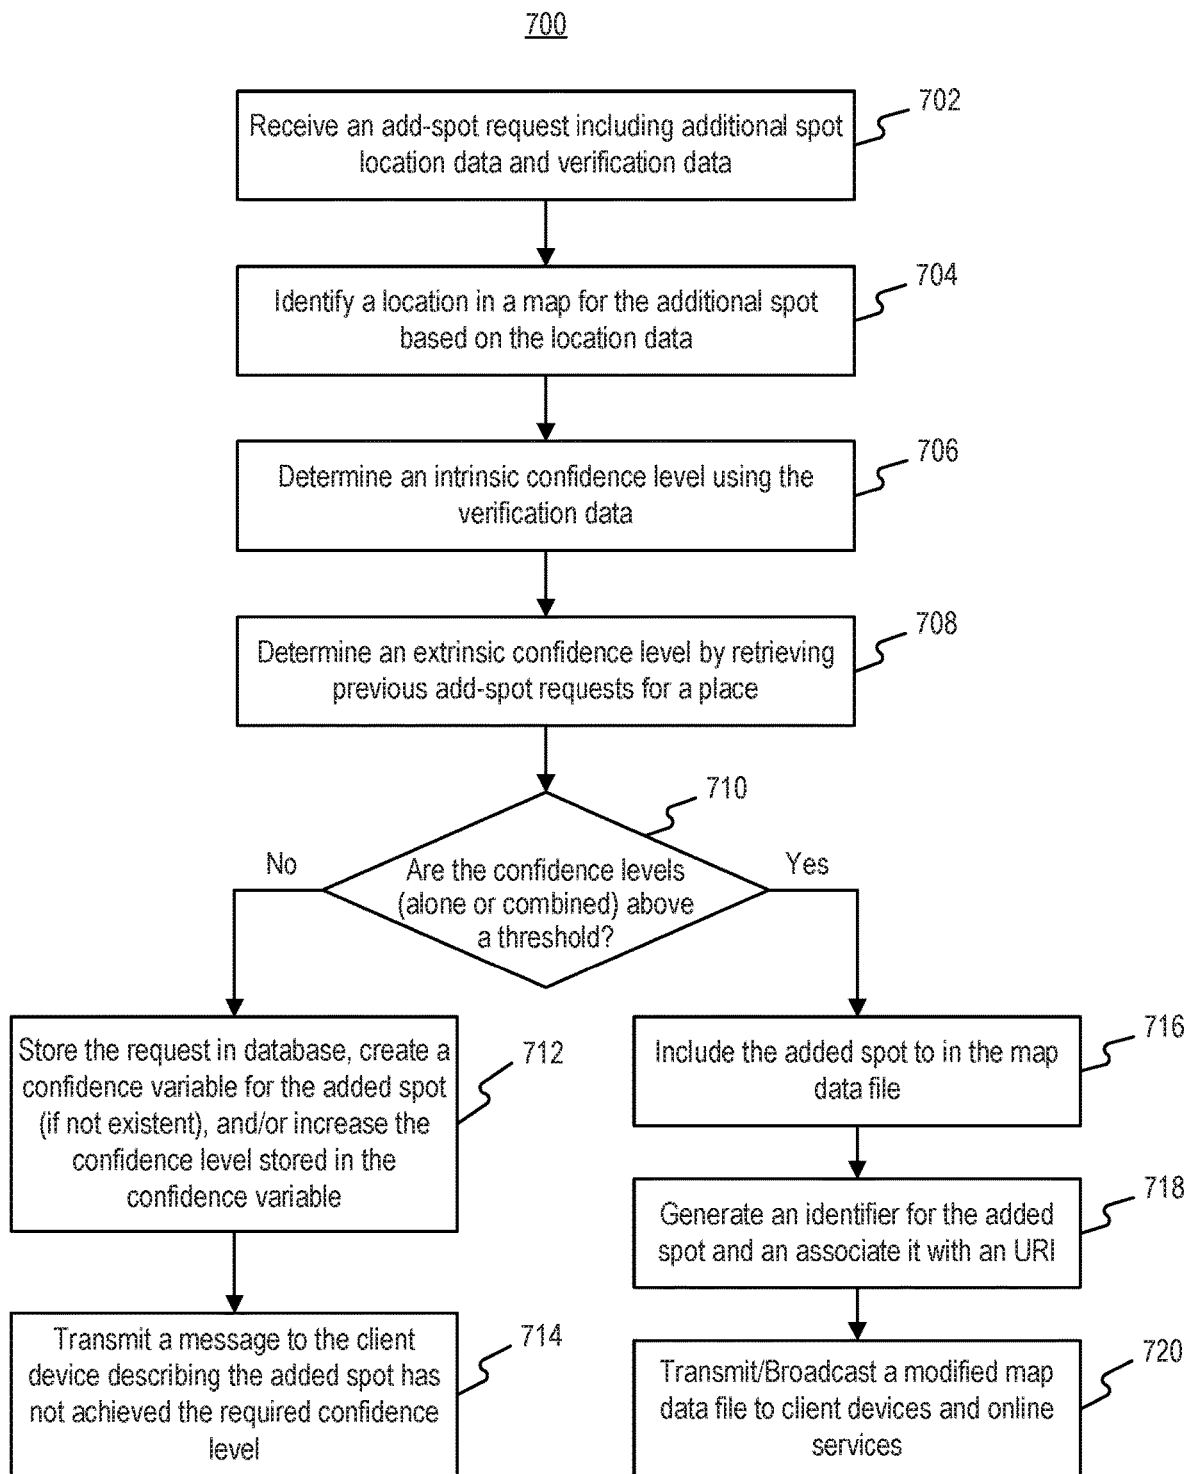 700
702
Receive an add-spot request including additional spot
location data and verification data
704
Identify a location in a map for the additional spot
based on the location data
706
Determine an intrinsic confidence level using the
verification data
708
Determine an extrinsic confidence level by retrieving
previous add-spot requests for a place
710
No
Yes
Are the confidence levels
(alone or combined) above
a threshold?
712
Store the request in database, create a
confidence variable for the added spot
(if not existent), and/or increase the
confidence level stored in the
confidence variable
714
Transmit a message to the client
device describing the added spot has
not achieved the required confidence
level
716
Include the added spot to in the map
data file
718
Generate an identifier for the added
spot and an associate it with an URI
720
Transmit/Broadcast a modified map
data file to client devices and online
services